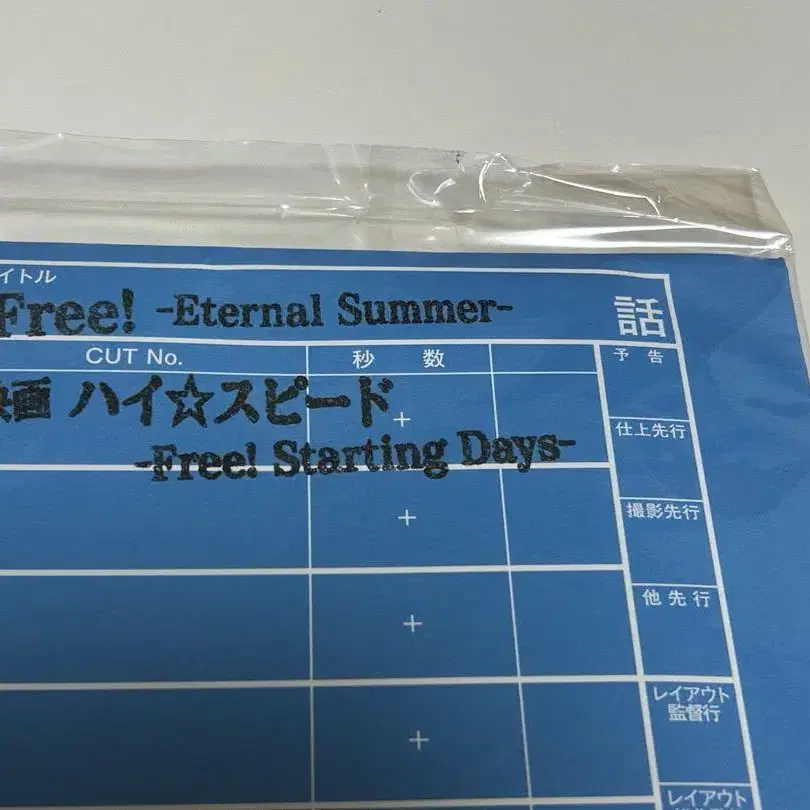 イトル
Free! -Eternal Summer-
話
CUT No.
秒 数
予 告
映画 ハイ☆スピード
+
-Free! Starting Days-
仕上先行
+
撮影先行
+
他先行
+
レイアウト
監督行
レイアウト